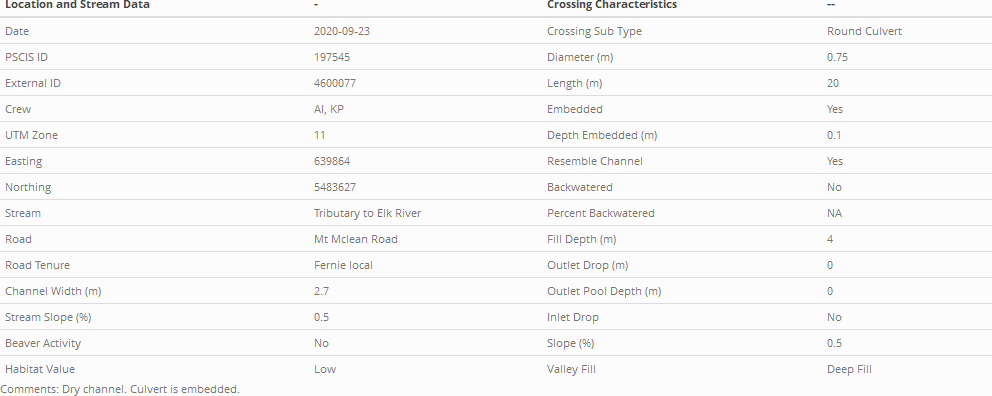 Location and Stream Data - Crossing Characteristics --
Date 2020-09-23 Crossing Sub Type Round Culvert
PSCIS ID 197545 Diameter (m) 0.75
External ID 4600077 Length (m) 20
Crew AI, KP Embedded Yes
UTM Zone 11 Depth Embedded (m) 0.1
Easting 639864 Resemble Channel Yes
Northing 5483627 Backwatered No
Stream Tributary to Elk River Percent Backwatered NA
Road Mt Mclean Road Fill Depth (m) 4
Road Tenure Fernie local Outlet Drop (m) 0
Channel Width (m) 2.7 Outlet Pool Depth (m) 0
Stream Slope (%) 0.5 Inlet Drop No
Beaver Activity No Slope (%) 0.5
Habitat Value Low Valley Fill Deep Fill
Comments: Dry channel. Culvert is embedded.